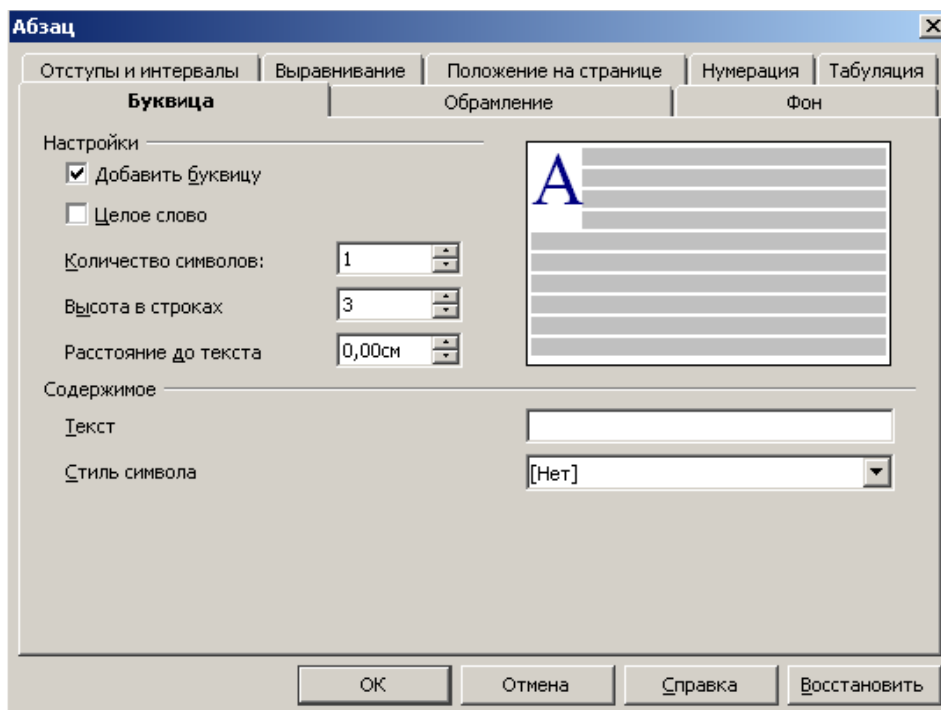 Абзац
Отступы и интервалы Выравнивание Положение на странице Нумерация Табуляция
Буквица Обрамление Фон
Настройки
Добавить буквицу
Целое слово
Количество символов: 1
Высота в строках 3
Расстояние до текста 0,00см
A
Содержимое
Текст
Стиль символа [Нет]
ОК Отмена Справка Восстановить